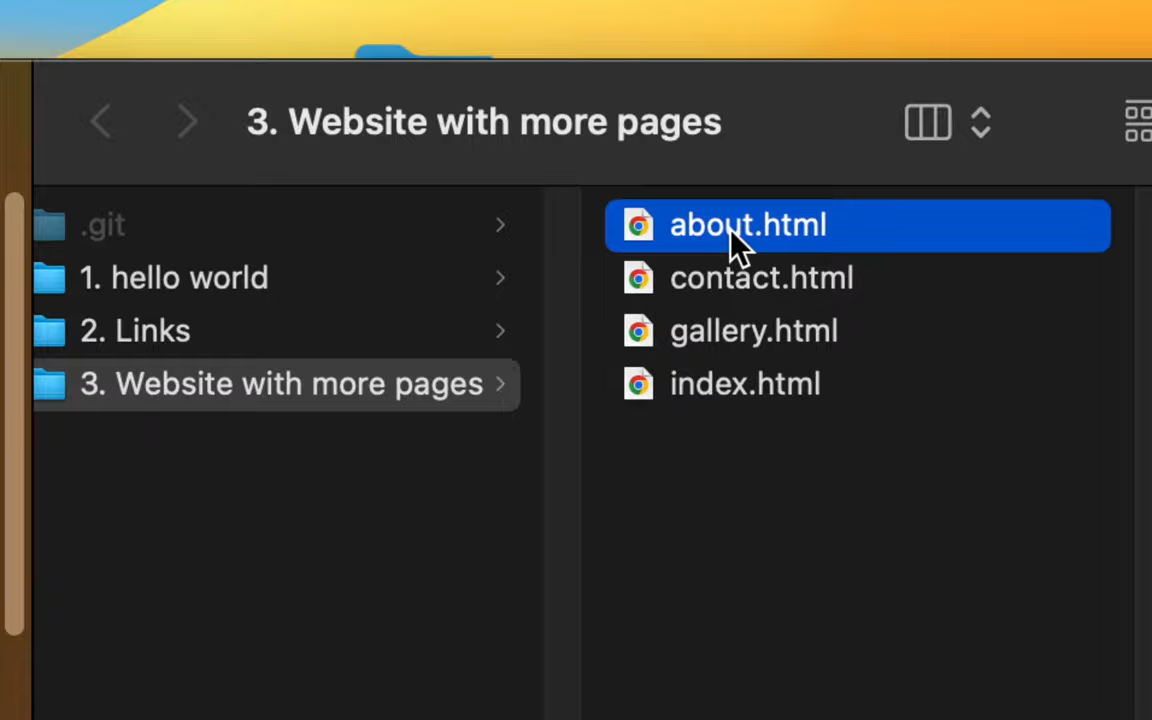 3. Website with more pages
.git
1. hello world
2. Links
3. Website with more pages
about.html
contact.html
gallery.html
index.html